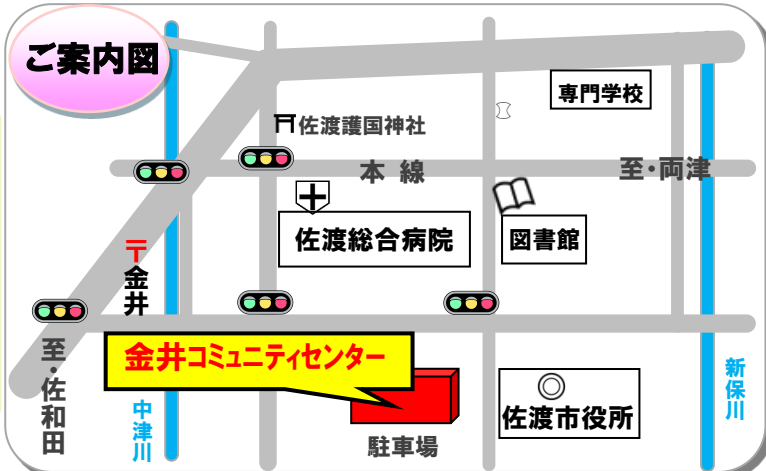 ご案内図
専門学校
佐渡護国神社
本線
至・両津
佐渡総合病院
図書館
〒金井
金井コミュニティセンター
至・佐和田
中津川
駐車場
佐渡市役所
新保川